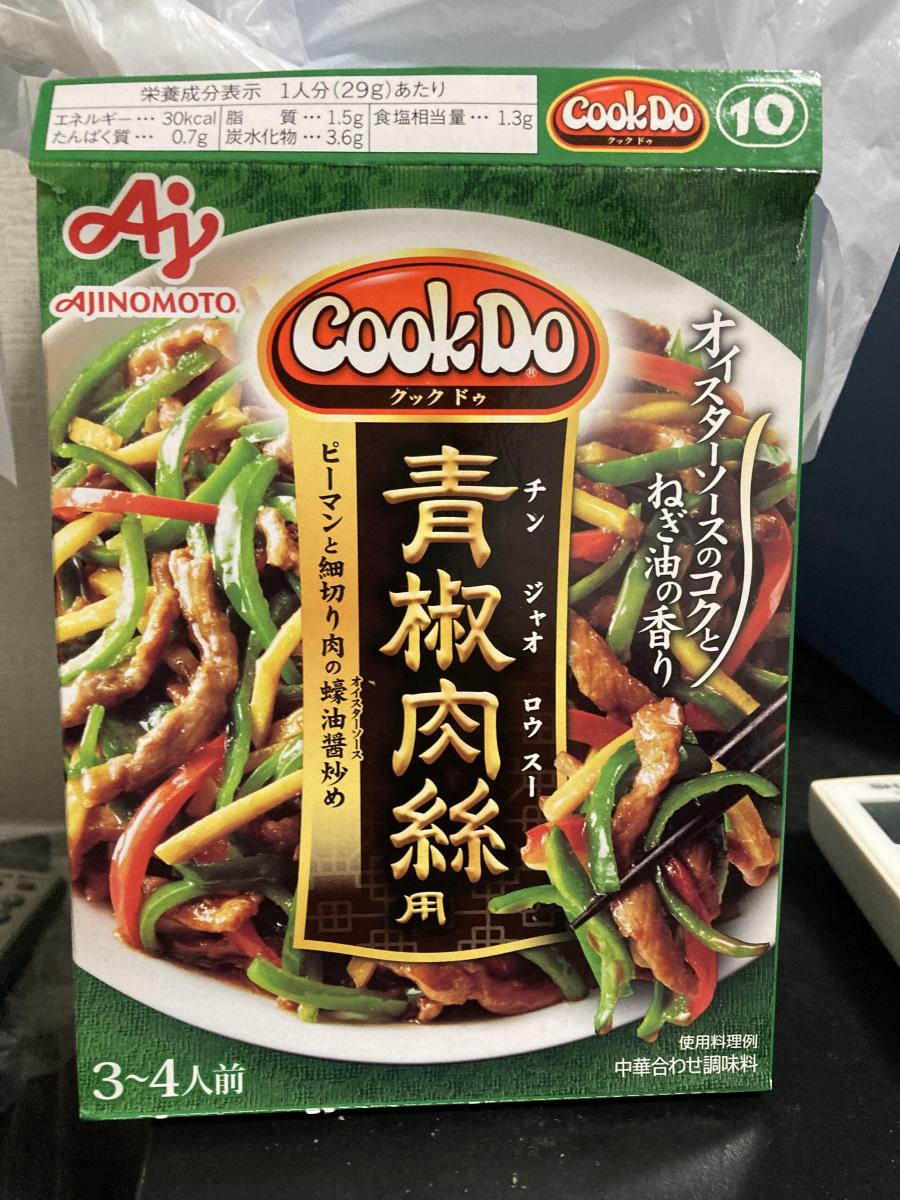 栄養成分表示 1人分(29g)あたり
エネルギー… 30kcal
たんぱく質… 0.7g
脂　質… 1.5g
炭水化物… 3.6g
食塩相当量… 1.3g
CookDo
クック ドゥ
10
Aj
AJINOMOTO®
CookDo®
クック ドゥ
オイスターソースのコクと
ねぎ油の香り
青椒肉絲用
チン ジャオ ロウ スー
ピーマンと細切り肉の蠔油醤炒め
オイスターソース
3~4人前
使用料理例
中華合わせ調味料